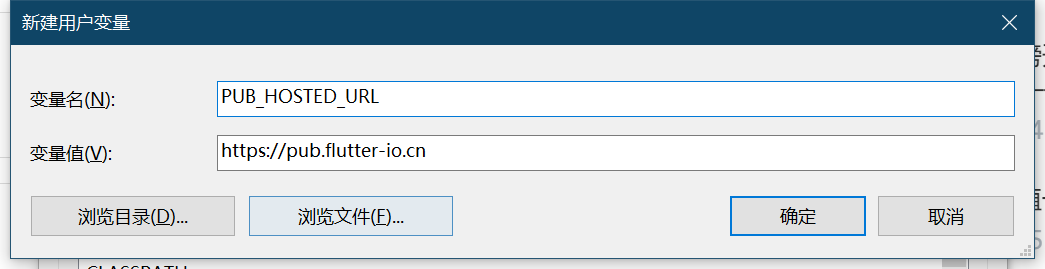 新建用户变量
变量名(N):
PUB_HOSTED_URL
变量值(V):
https://pub.flutter-io.cn
浏览目录(D)...
浏览文件(F)...
确定
取消